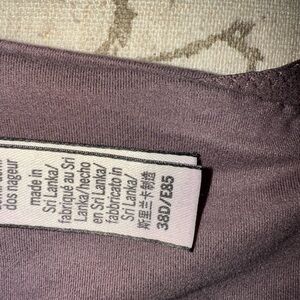 dos nageur
made in
Sri Lanka/
fabriqué au Sri
Lanka/hecho
en Sri Lanka/
fabricato in
Sri Lanka/
斯里兰卡制造
38D/E85